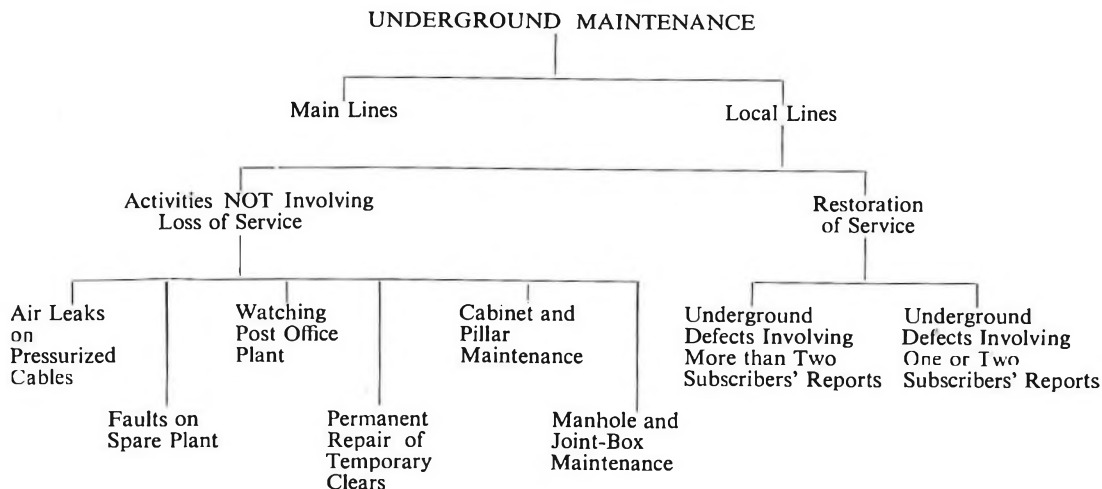 UNDERGROUND MAINTENANCE
Main Lines
Local Lines
Activities NOT Involving
Loss of Service
Restoration
of Service
Air Leaks
on
Pressurized
Cables
Faults on
Spare Plant
Watching
Post Office
Plant
Permanent
Repair of
Temporary
Clears
Cabinet and
Pillar
Maintenance
Manhole and
Joint-Box
Maintenance
Underground
Defects Involving
More than Two
Subscribers' Reports
Underground
Defects Involving
One or Two
Subscribers' Reports